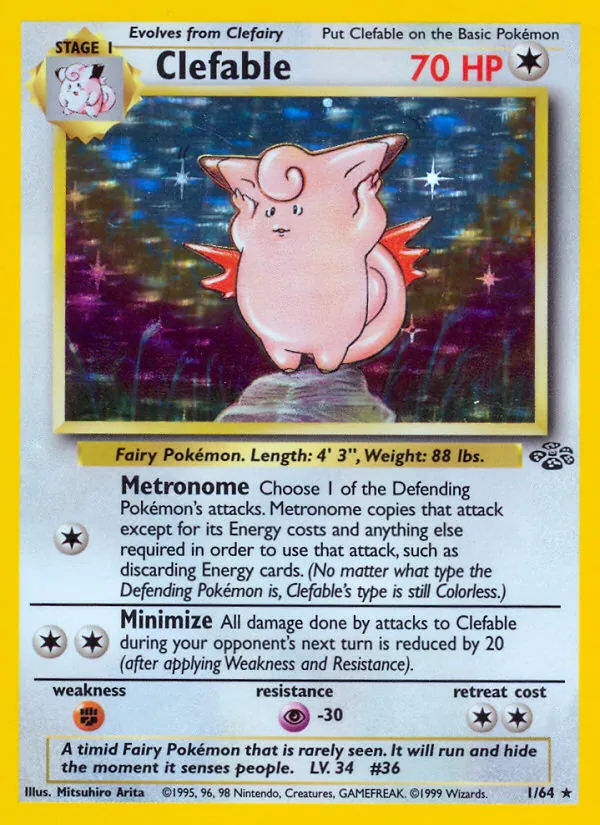 Evolves from Clefairy
Put Clefable on the Basic Pokémon
STAGE 1
Clefable
70 HP
Fairy Pokémon. Length: 4' 3", Weight: 88 lbs.
Metronome Choose 1 of the Defending
Pokémon's attacks. Metronome copies that attack
except for its Energy costs and anything else
required in order to use that attack, such as
discarding Energy cards. (No matter what type the
Defending Pokémon is, Clefable's type is still Colorless.)
Minimize All damage done by attacks to Clefable
during your opponent's next turn is reduced by 20
(after applying Weakness and Resistance).
weakness
resistance
retreat cost
-30
A timid Fairy Pokémon that is rarely seen. It will run and hide
the moment it senses people. LV. 34 #36
Illus. Mitsuhiro Arita ©1995, 96, 98 Nintendo, Creatures, GAMEFREAK. ©1999 Wizards. 1/64 ★